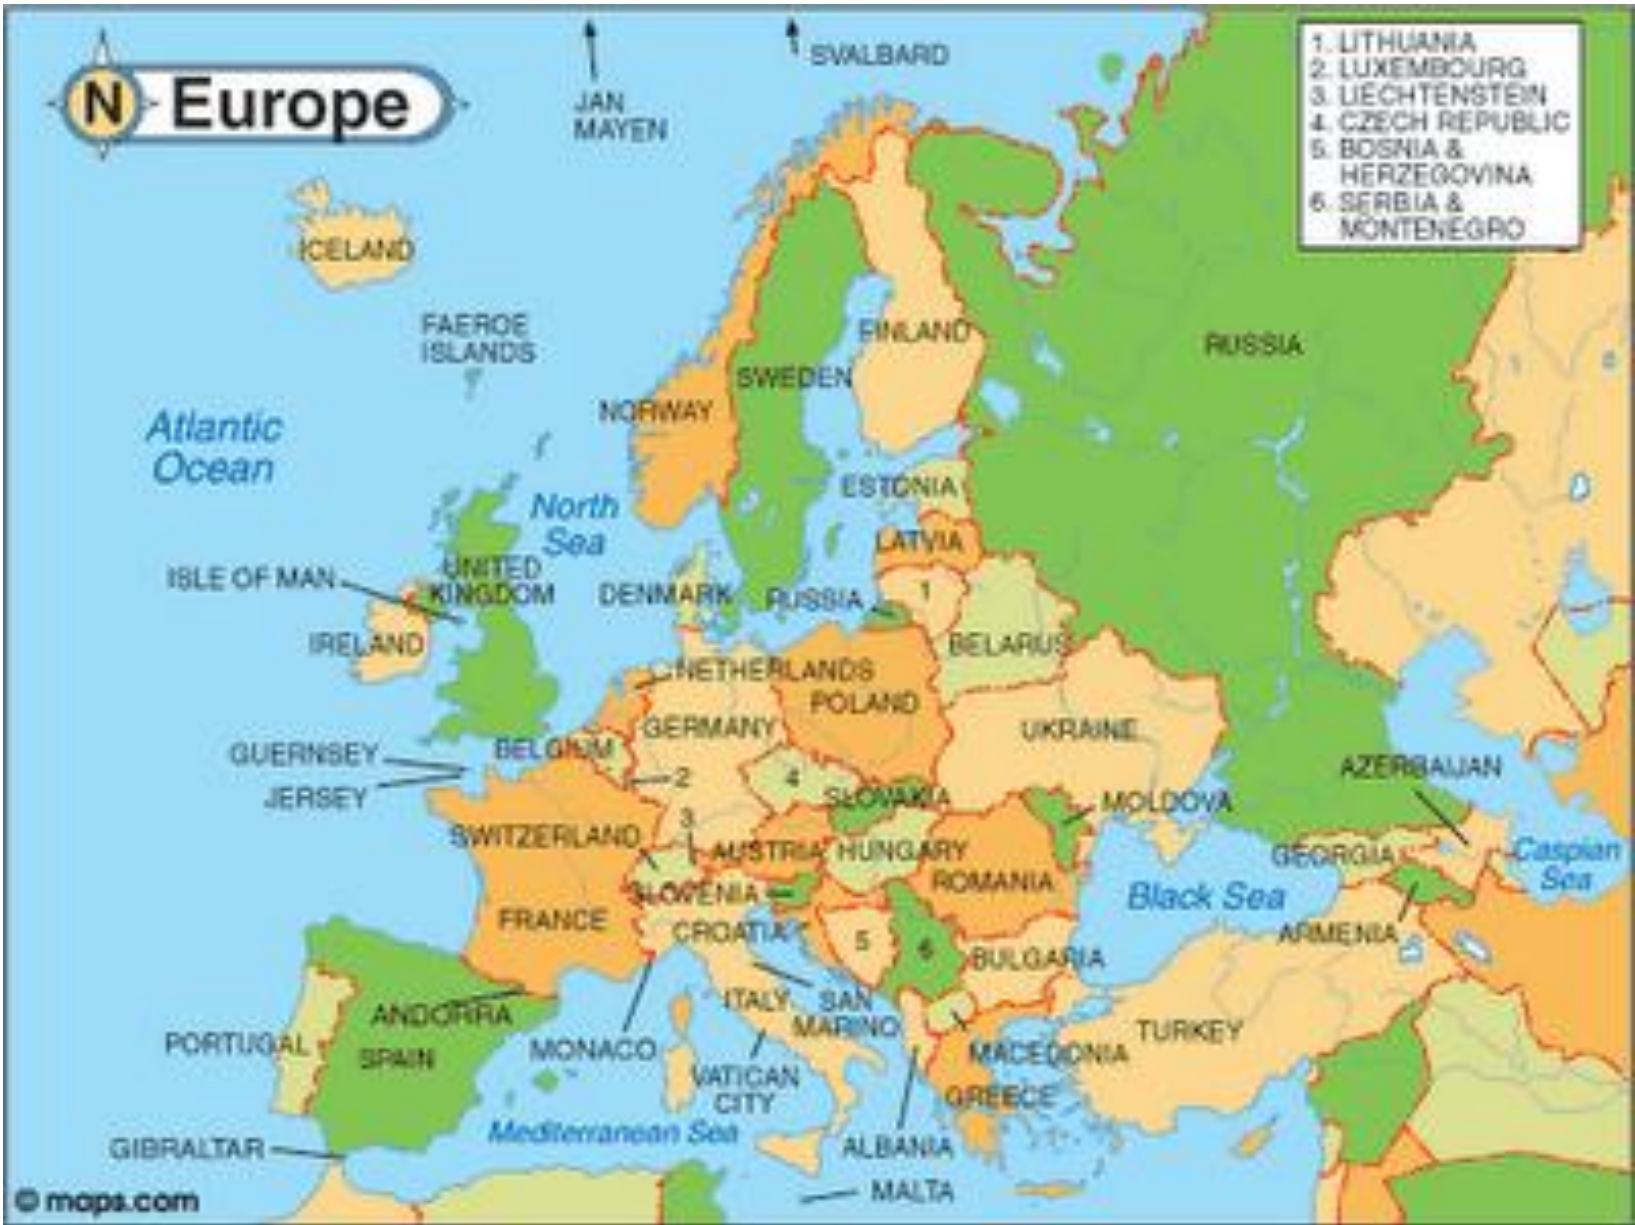 N Europe
JAN
MAYEN
SVALBARD
1. LITHUANIA
2. LUXEMBOURG
3. LIECHTENSTEIN
4. CZECH REPUBLIC
5. BOSNIA &
HERZEGOVINA
6. SERBIA &
MONTENEGRO
ICELAND
FAEROE
ISLANDS
FINLAND
RUSSIA
SWEDEN
NORWAY
Atlantic
Ocean
ESTONIA
North
Sea
LATVIA
ISLE OF MAN
UNITED
KINGDOM
DENMARK
RUSSIA
1
IRELAND
BELARUS
NETHERLANDS
POLAND
GERMANY
UKRAINE
BELGIUM
GUERNSEY
2
4
AZERBAIJAN
JERSEY
SLOVAKIA
MOLDOVA
3
SWITZERLAND
AUSTRIA
HUNGARY
GEORGIA
Caspian
Sea
ROMANIA
SLOVENIA
Black Sea
FRANCE
CROATIA
5
6
ARMENIA
BULGARIA
ITALY
SAN
MARINO
ANDORRA
TURKEY
PORTUGAL
SPAIN
MONACO
MACEDONIA
VATICAN
CITY
GREECE
Mediterranean Sea
GIBRALTAR
ALBANIA
MALTA
© maps.com